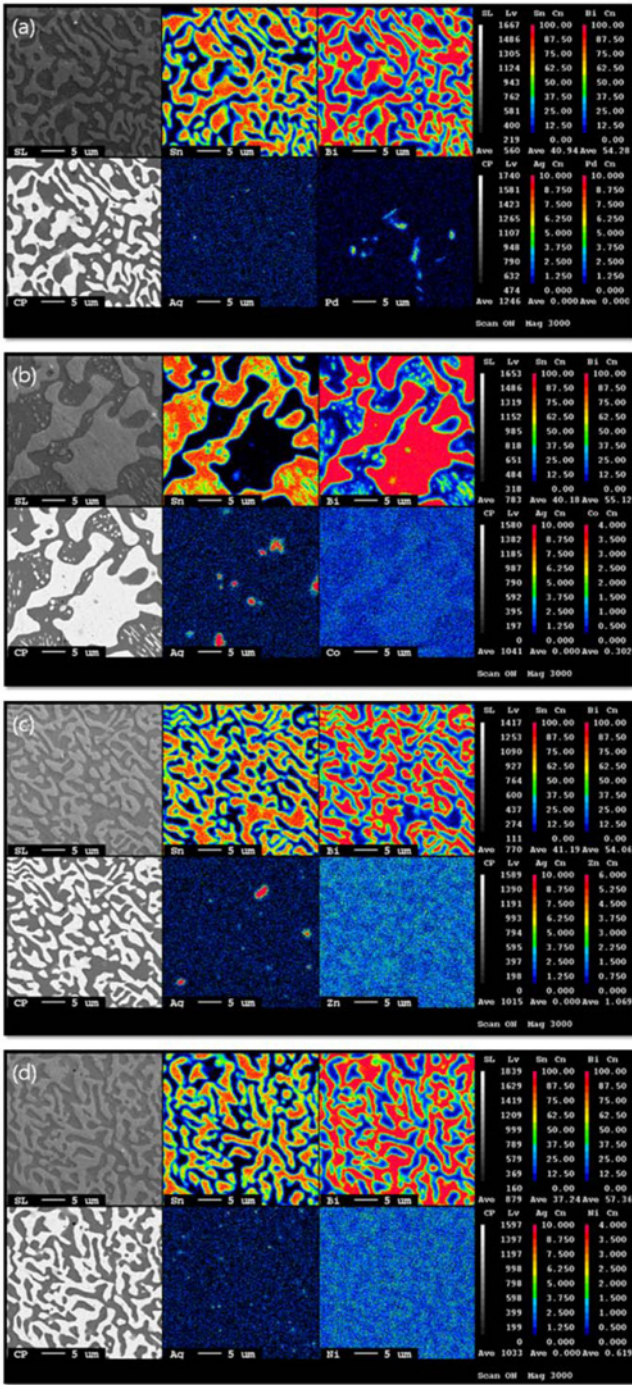 (a)
SL Lv Sn Cn Bi Cn
1667 100.00 100.00
1486 87.50 87.50
1305 75.00 75.00
1124 62.50 62.50
943 50.00 50.00
762 37.50 37.50
581 25.00 25.00
400 12.50 12.50
219 0.00 0.00
Ave 560 Ave 40.94 Ave 54.28
SL 5 um Sn 5 um Bi 5 um
CP Lv Ag Cn Pd Cn
1740 10.000 10.000
1581 8.750 8.750
1423 7.500 7.500
1265 6.250 6.250
1107 5.000 5.000
948 3.750 3.750
790 2.500 2.500
632 1.250 1.250
474 0.000 0.000
Ave 1246 Ave 0.000 Ave 0.000
CP 5 um Ag 5 um Pd 5 um
Scan ON Mag 3000
(b)
SL Lv Sn Cn Bi Cn
1653 100.00 100.00
1486 87.50 87.50
1319 75.00 75.00
1152 62.50 62.50
985 50.00 50.00
818 37.50 37.50
651 25.00 25.00
484 12.50 12.50
318 0.00 0.00
Ave 783 Ave 40.18 Ave 55.12
SL 5 um Sn 5 um Bi 5 um
CP Lv Ag Cn Co Cn
1580 10.000 4.000
1382 8.750 3.500
1185 7.500 3.000
987 6.250 2.500
790 5.000 2.000
592 3.750 1.500
395 2.500 1.000
197 1.250 0.500
0 0.000 0.000
Ave 1041 Ave 0.000 Ave 0.302
CP 5 um Ag 5 um Co 5 um
Scan ON Mag 3000
(c)
SL Lv Sn Cn Bi Cn
1417 100.00 100.00
1253 87.50 87.50
1090 75.00 75.00
927 62.50 62.50
764 50.00 50.00
600 37.50 37.50
437 25.00 25.00
274 12.50 12.50
111 0.00 0.00
Ave 770 Ave 41.19 Ave 54.06
SL 5 um Sn 5 um Bi 5 um
CP Lv Ag Cn Zn Cn
1589 10.000 6.000
1390 8.750 5.250
1191 7.500 4.500
993 6.250 3.750
794 5.000 3.000
595 3.750 2.250
397 2.500 1.500
198 1.250 0.750
0 0.000 0.000
Ave 1015 Ave 0.000 Ave 1.069
CP 5 um Ag 5 um Zn 5 um
Scan ON Mag 3000
(d)
SL Lv Sn Cn Bi Cn
1839 100.00 100.00
1629 87.50 87.50
1419 75.00 75.00
1209 62.50 62.50
999 50.00 50.00
789 37.50 37.50
579 25.00 25.00
369 12.50 12.50
160 0.00 0.00
Ave 879 Ave 37.24 Ave 57.36
SL 5 um Sn 5 um Bi 5 um
CP Lv Ag Cn Ni Cn
1597 10.000 4.000
1397 8.750 3.500
1197 7.500 3.000
998 6.250 2.500
798 5.000 2.000
598 3.750 1.500
399 2.500 1.000
199 1.250 0.500
0 0.000 0.000
Ave 1033 Ave 0.000 Ave 0.619
CP 5 um Ag 5 um Ni 5 um
Scan ON Mag 3000